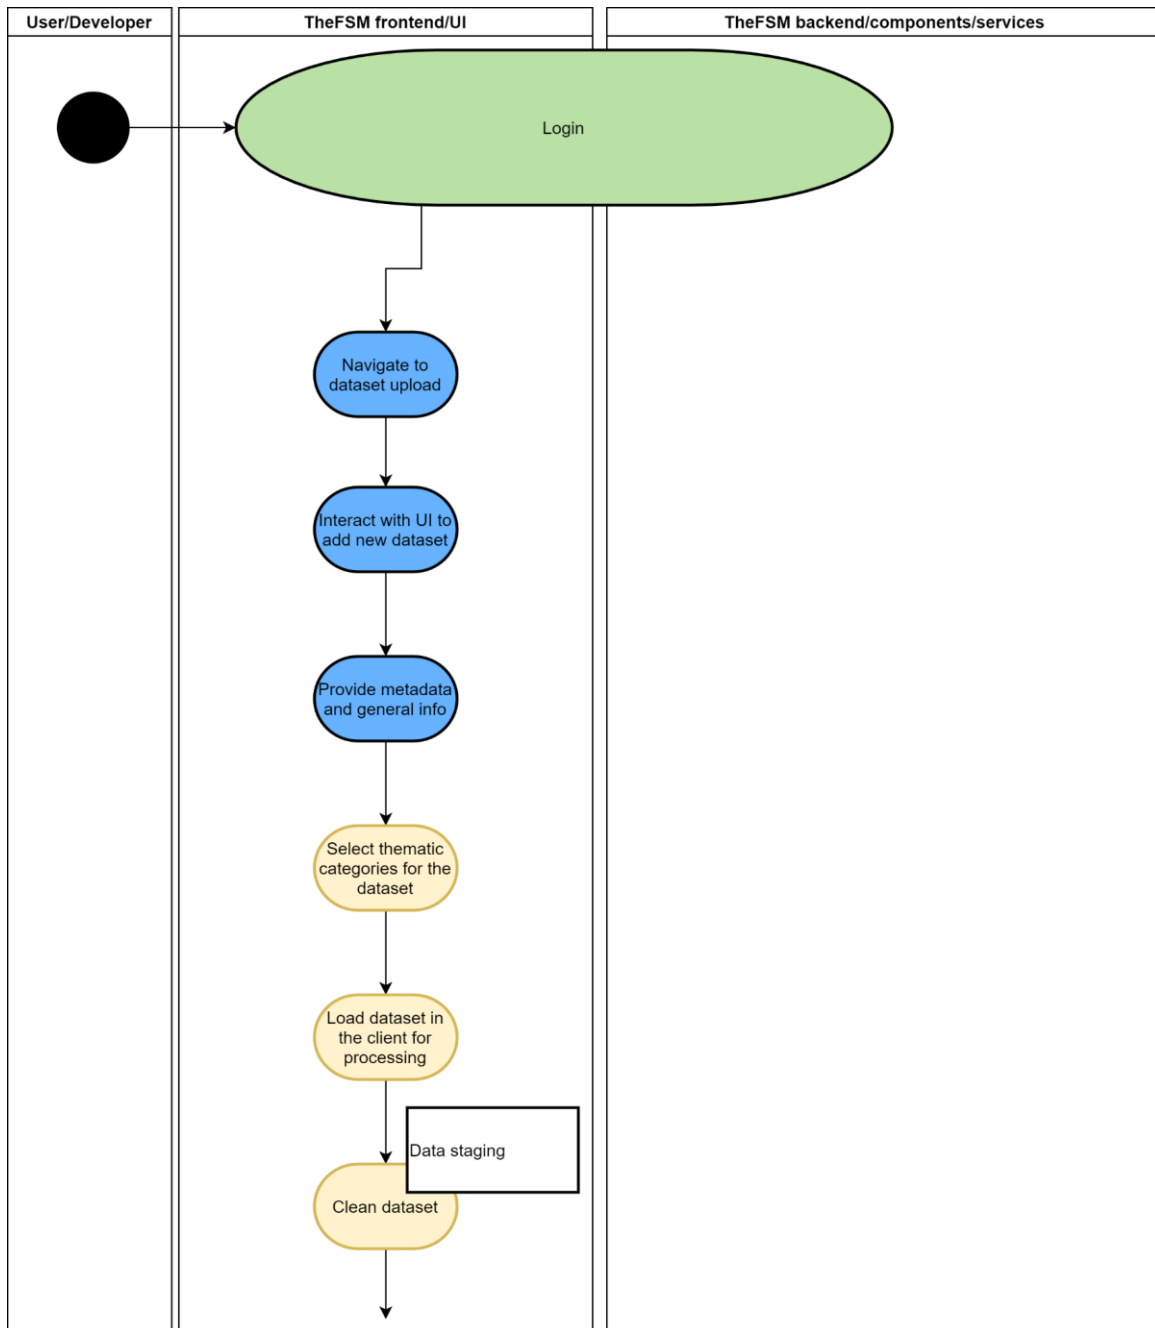 User/Developer
TheFSM frontend/UI
TheFSM backend/components/services
Login
Navigate to
dataset upload
Interact with UI to
add new dataset
Provide metadata
and general info
Select thematic
categories for the
dataset
Load dataset in
the client for
processing
Data staging
Clean dataset